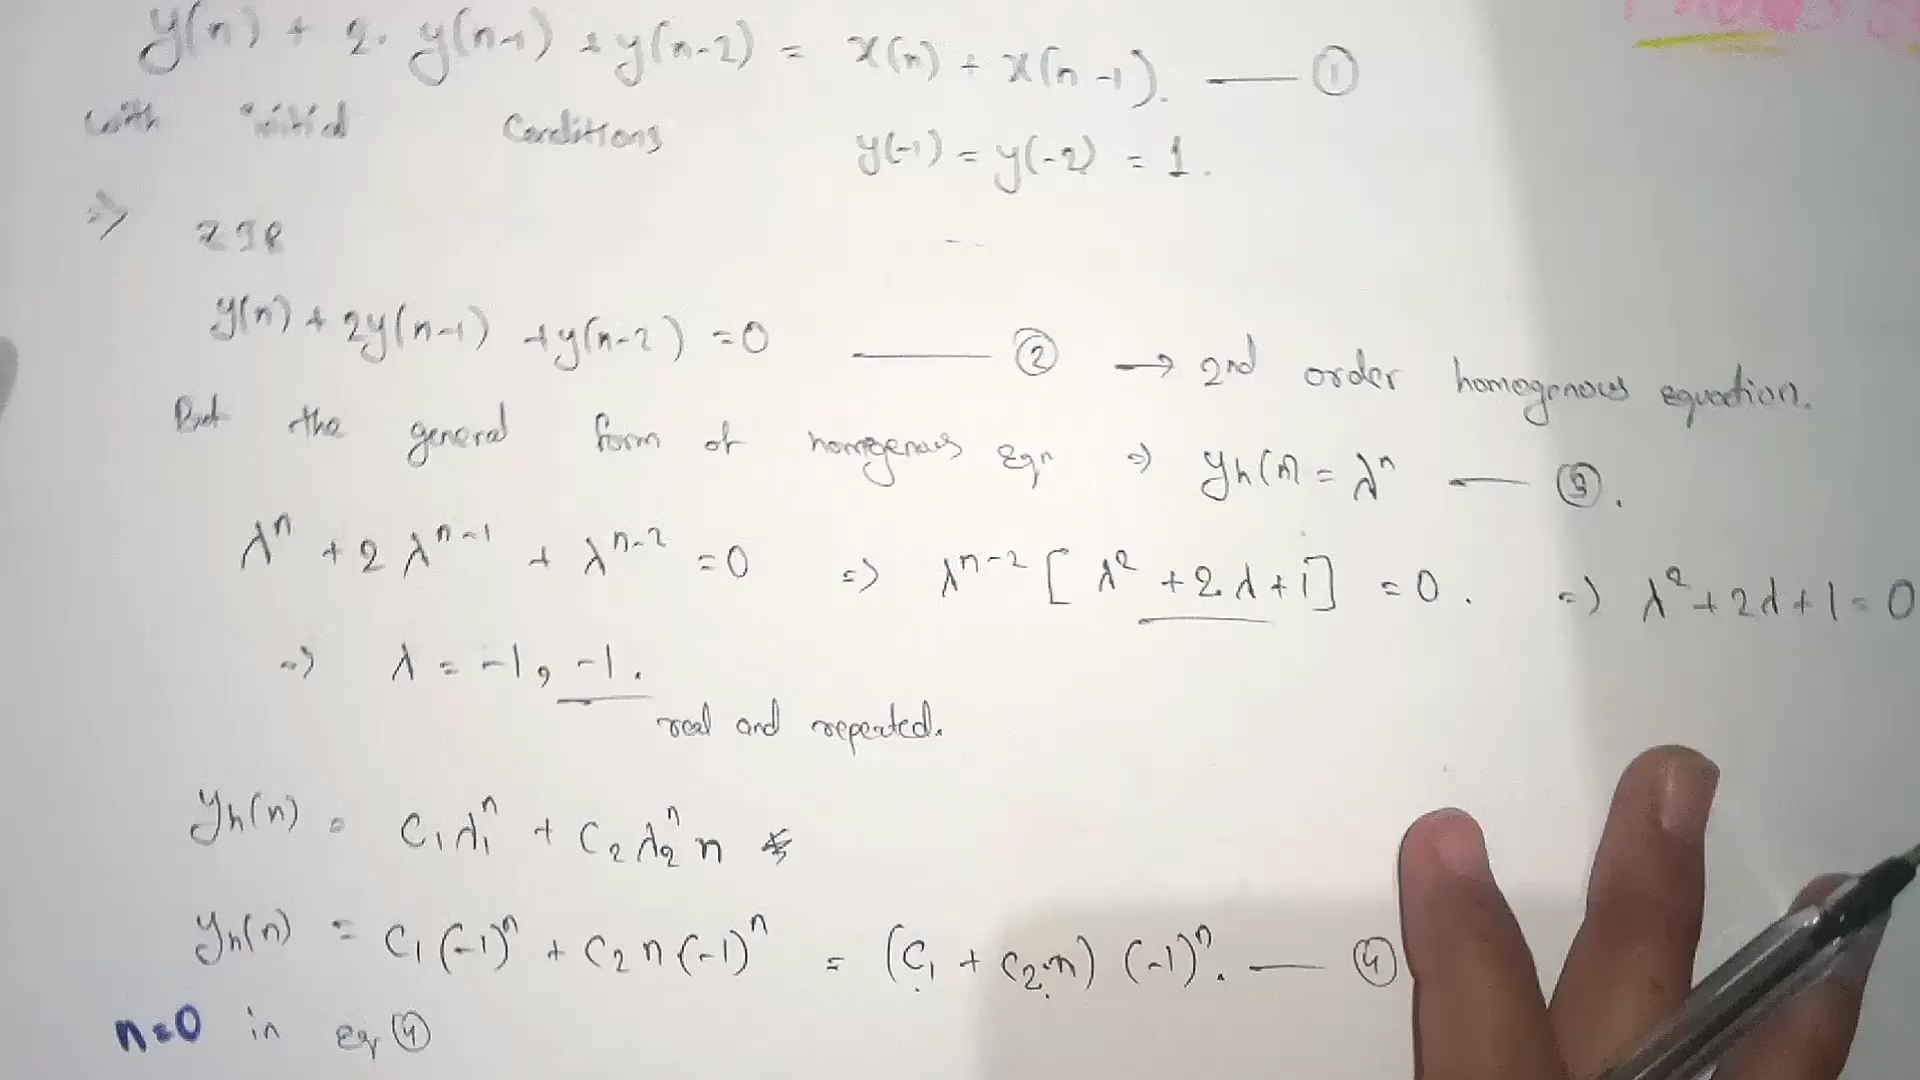 y(n) + 2. y(n-1) + y(n-2) = x(n) + x(n-1). —— ①
with initial Conditions y(-1) = y(-2) = 1.
=> ZIR
y(n) + 2y(n-1) + y(n-2) = 0 —— ② → 2nd order homogenous equation.
But the general form of homogenous Eqn => yh(n) = λ^n —— ③.
λ^n + 2 λ^n-1 + λ^n-2 = 0 => λ^n-2 [ λ^2 + 2λ + 1 ] = 0. => λ^2 + 2λ + 1 = 0
=> λ = -1, -1.
real and repeated.
yh(n) = C1 λ1^n + C2 λ2^n n
yh(n) = C1 (-1)^n + C2 n (-1)^n = (C1 + C2.n) (-1)^n. —— ④
n=0 in Eq ④